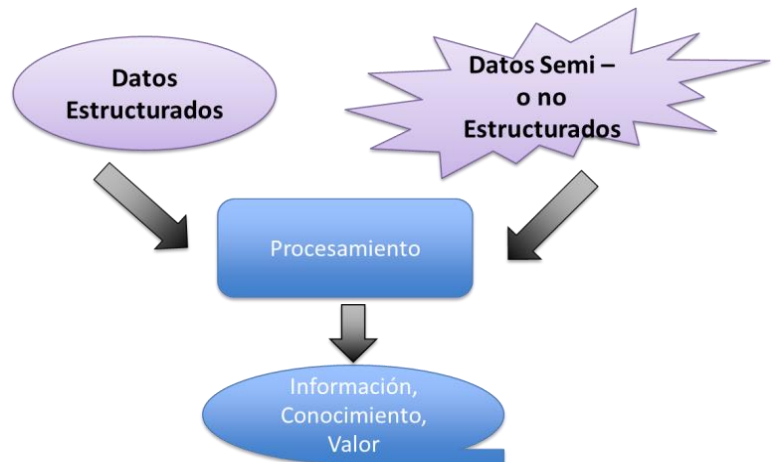 Datos
Estructurados
Datos Semi –
o no
Estructurados
Procesamiento
Información,
Conocimiento,
Valor